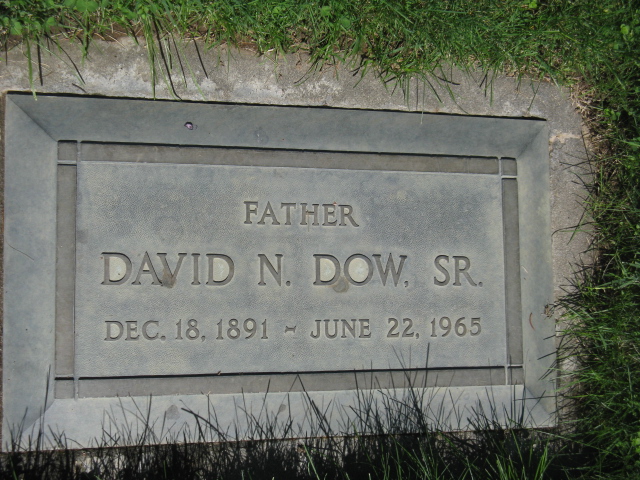 FATHER
DAVID N. DOW, SR.
DEC. 18, 1891 - JUNE 22, 1965